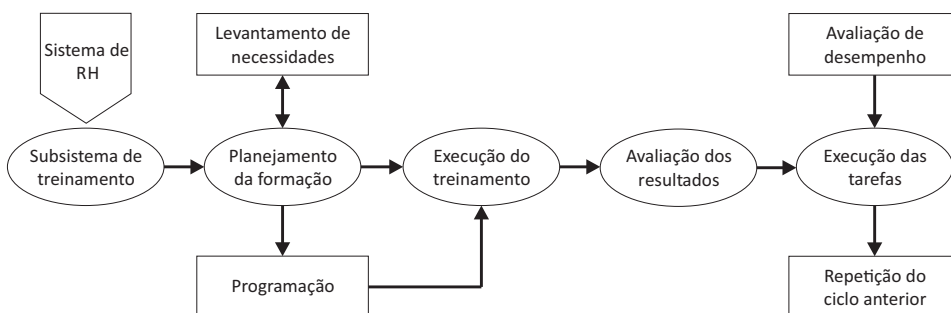 Sistema de
RH
Levantamento de
necessidades
Avaliação de
desempenho
Subsistema de
treinamento
Planejamento
da formação
Execução do
treinamento
Avaliação dos
resultados
Execução das
tarefas
Programação
Repetição do
ciclo anterior